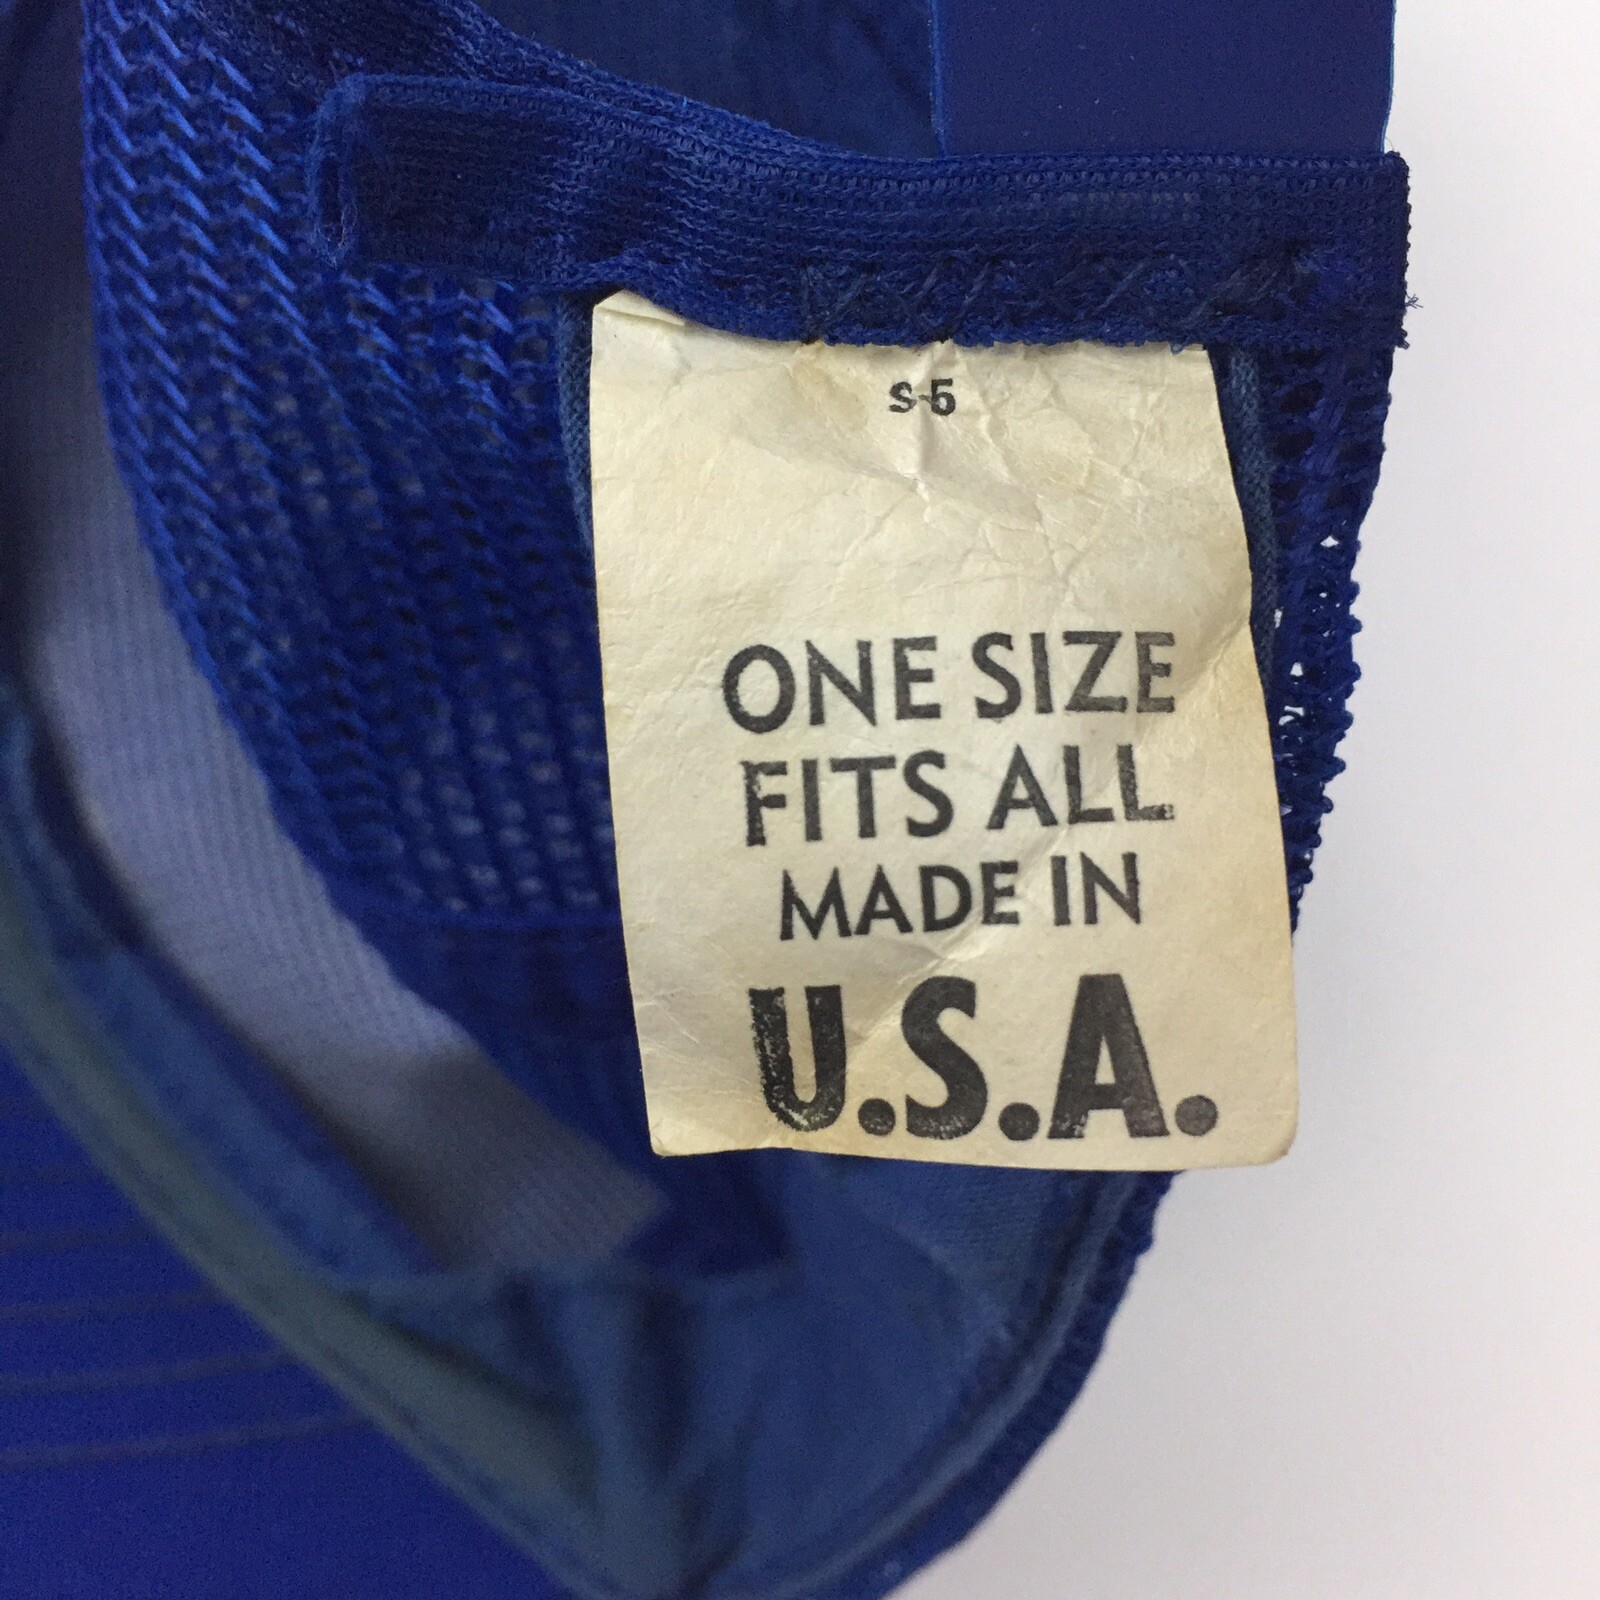 S-5
ONE SIZE
FITS ALL
MADE IN
U.S.A.